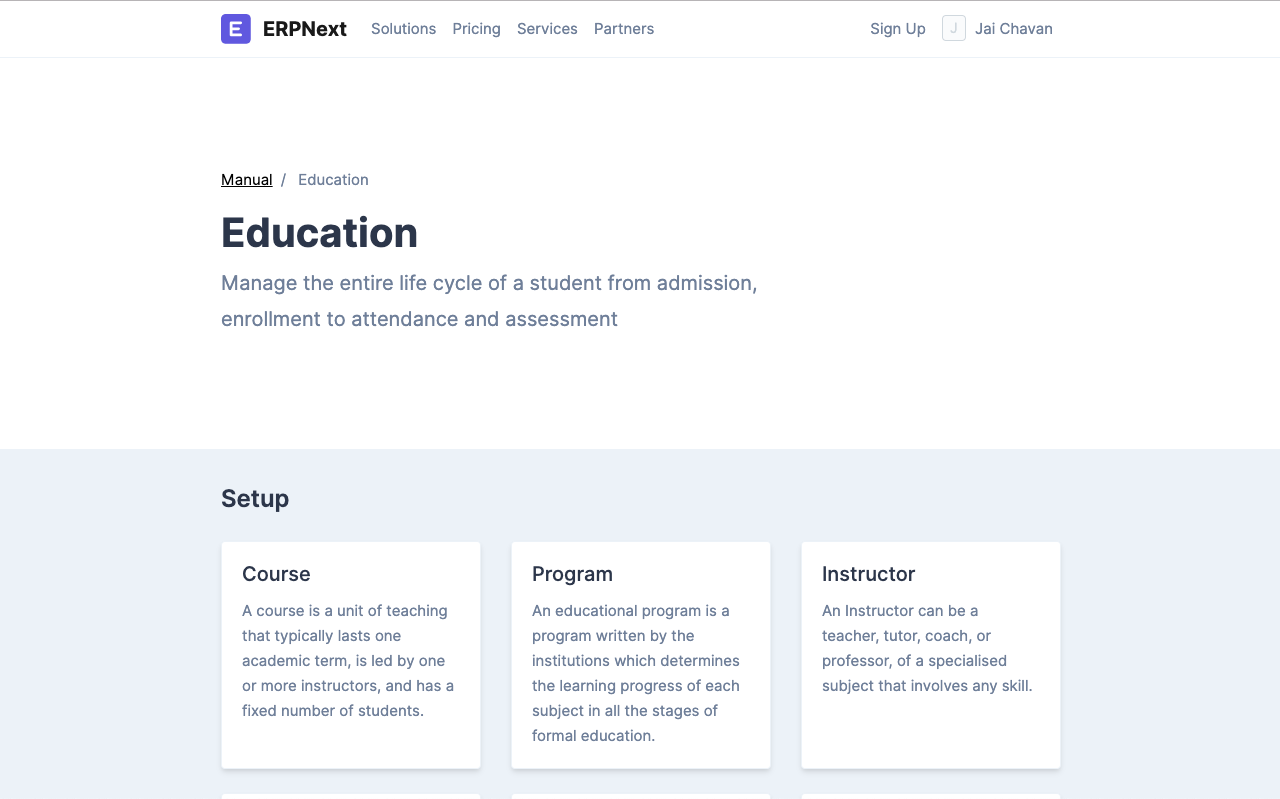 E ERPNext Solutions Pricing Services Partners Sign Up J Jai Chavan
Manual / Education
Education
Manage the entire life cycle of a student from admission,
enrollment to attendance and assessment
Setup
Course
A course is a unit of teaching
that typically lasts one
academic term, is led by one
or more instructors, and has a
fixed number of students.
Program
An educational program is a
program written by the
institutions which determines
the learning progress of each
subject in all the stages of
formal education.
Instructor
An Instructor can be a
teacher, tutor, coach, or
professor, of a specialised
subject that involves any skill.